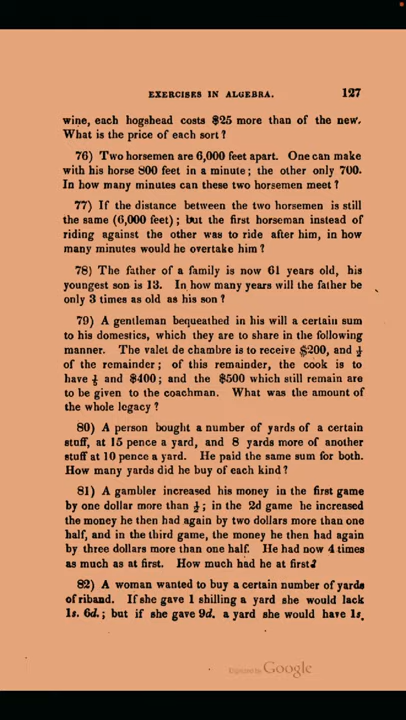 EXERCISES IN ALGEBRA. 127
wine, each hogshead costs $25 more than of the new.
What is the price of each sort?
76) Two horsemen are 6,000 feet apart. One can make
with his horse 800 feet in a minute; the other only 700.
In how many minutes can these two horsemen meet?
77) If the distance between the two horsemen is still
the same (6,000 feet); but the first horseman instead of
riding against the other was to ride after him, in how
many minutes would he overtake him?
78) The father of a family is now 61 years old, his
youngest son is 13. In how many years will the father be
only 3 times as old as his son?
79) A gentleman bequeathed in his will a certain sum
to his domestics, which they are to share in the following
manner. The valet de chambre is to receive $200, and ½
of the remainder; of this remainder, the cook is to
have and $400; and the $500 which still remain are
to be given to the coachman. What was the amount of
the whole legacy?
80) A person bought a number of yards of a certain
stuff, at 15 pence a yard, and 8 yards more of another
stuff at 10 pence a yard. He paid the same sum for both.
How many yards did he buy of each kind?
81) A gambler increased his money in the first game
by one dollar more than ½; in the 2d game he increased
the money he then had again by two dollars more than one
half, and in the third game, the money he then had again
by three dollars more than one half. He had now 4 times
as much as at first. How much had he at first?
82) A woman wanted to buy a certain number of yards
of riband. If she gave 1 shilling a yard she would lack
1s. 6d.; but if she gave 9d. a yard she would have 1s.
Digitized by Google